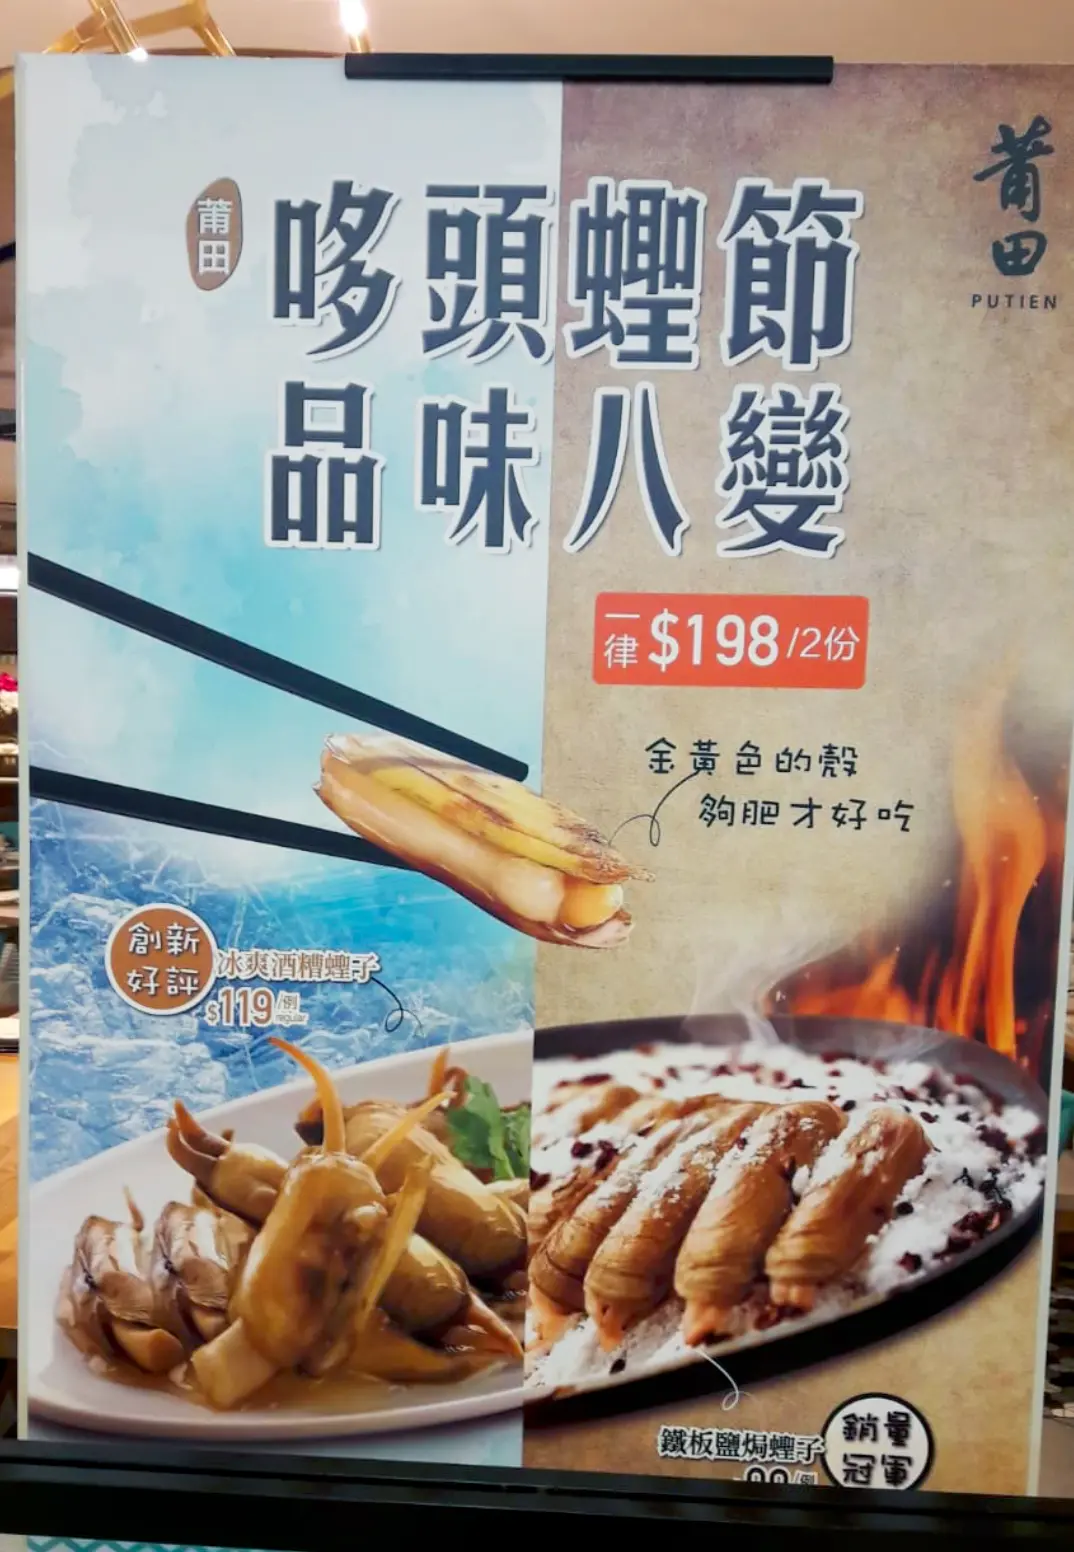 莆田
哆頭蟶節
品味八變
莆田
PUTIEN
一律 $198/2份
金黃色的殼
夠肥才好吃
創新
好評
冰爽酒糟蟶子
$119/例
regular
鐵板鹽焗蟶子
銷量
冠軍